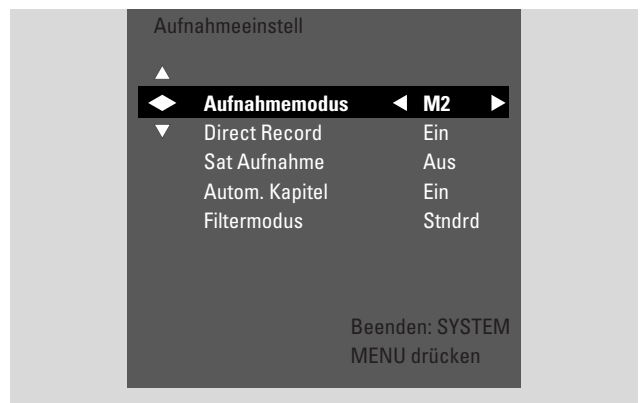 Aufnahmeeinstell
Aufnahmemodus M2
Direct Record Ein
Sat Aufnahme Aus
Autom. Kapitel Ein
Filtermodus Stndrd
Beenden: SYSTEM
MENU drücken